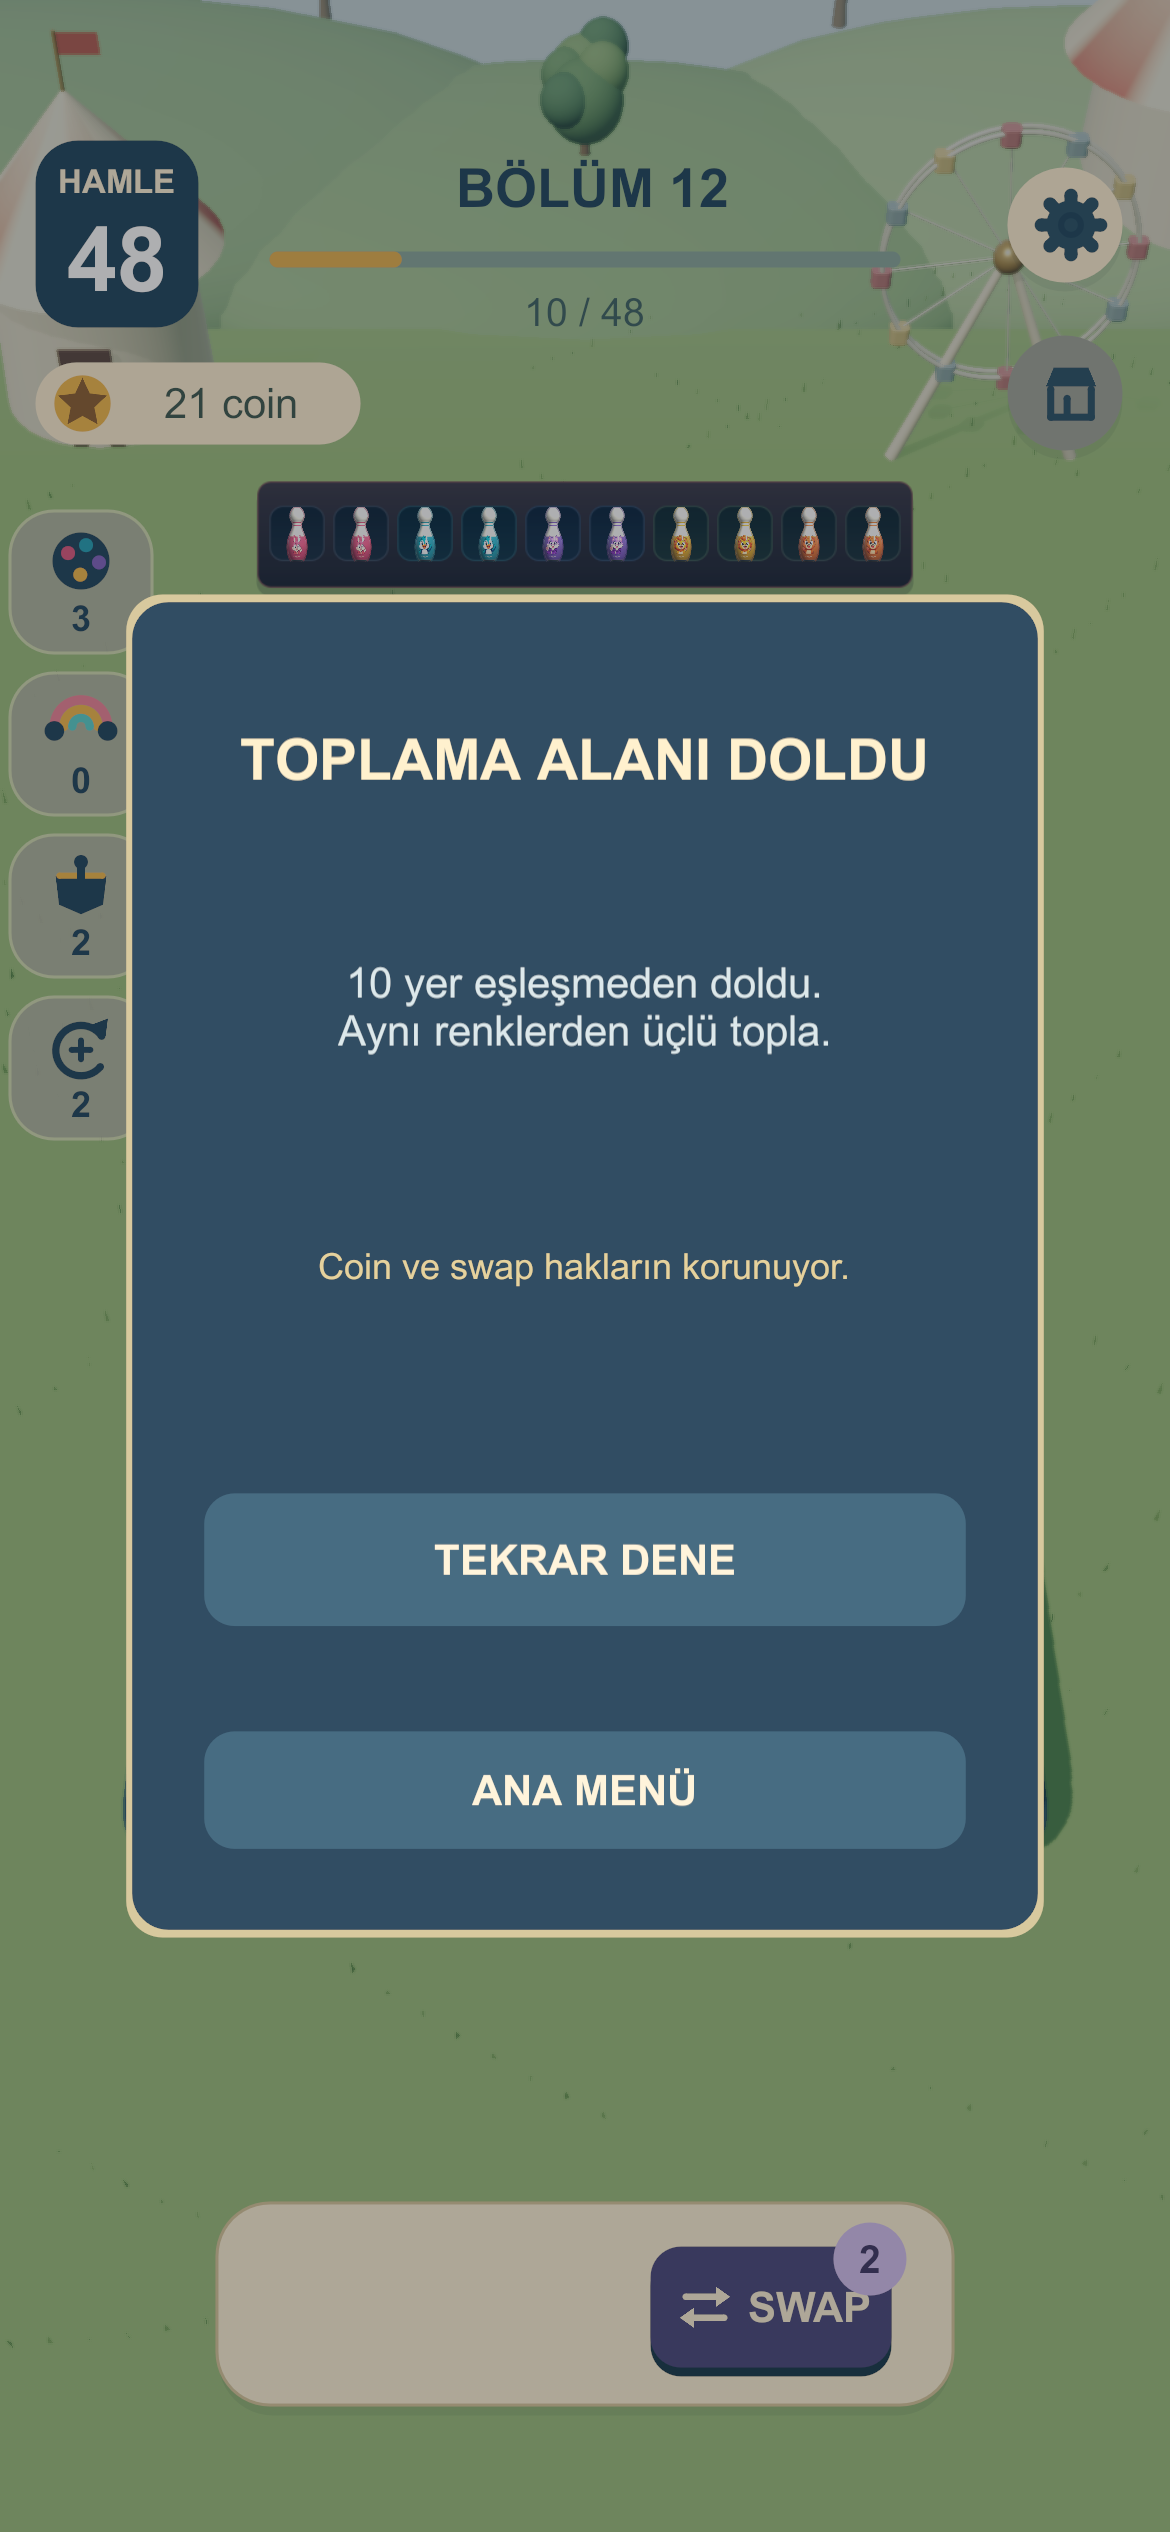 HAMLE
48
BÖLÜM 12
10 / 48
21 coin
3
0
2
2
TOPLAMA ALANI DOLDU
10 yer eşleşmeden doldu.
Aynı renklerden üçlü topla.
Coin ve swap hakların korunuyor.
TEKRAR DENE
ANA MENÜ
2
SWAP